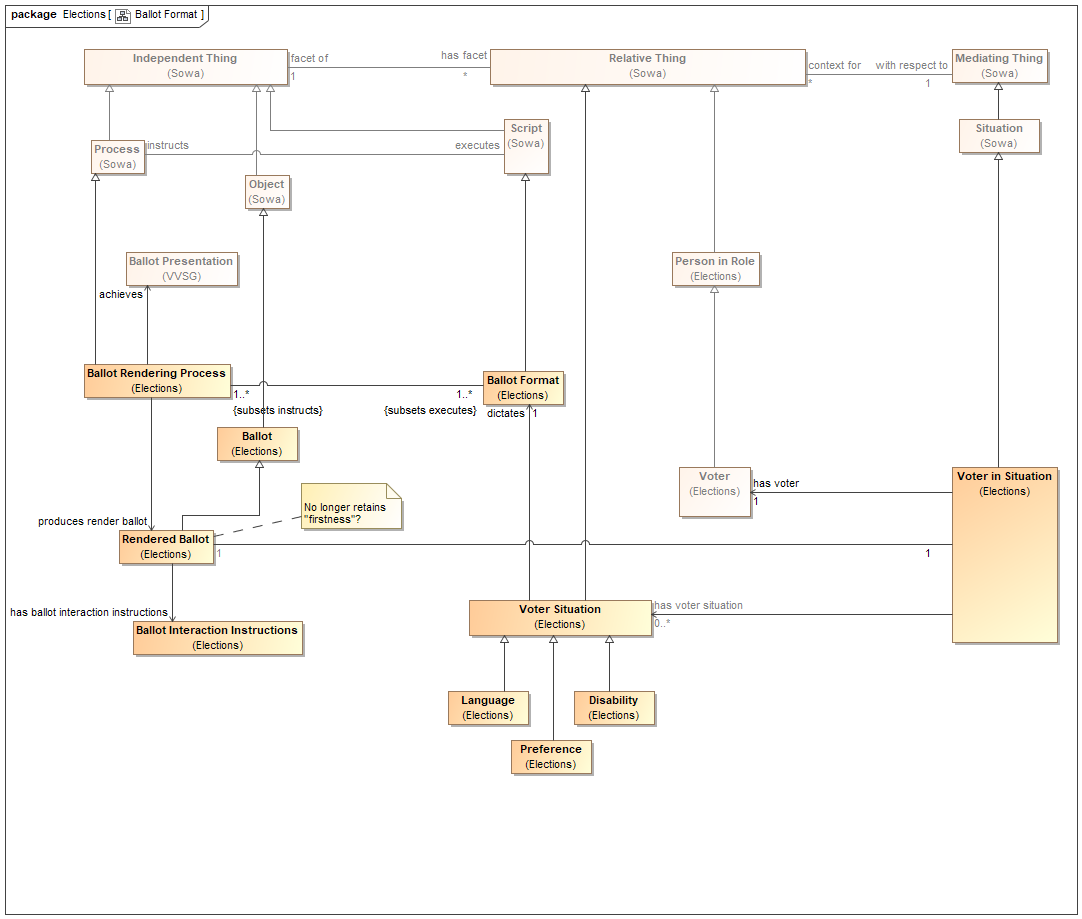 package Elections [ Ballot Format ]
Independent Thing
(Sowa)
facet of
1
has facet
*
Relative Thing
(Sowa)
context for
*
with respect to
1
Mediating Thing
(Sowa)
Process
(Sowa)
instructs
executes
Script
(Sowa)
Situation
(Sowa)
Object
(Sowa)
Ballot Presentation
(VVSG)
achieves
Person in Role
(Elections)
Ballot Rendering Process
(Elections)
1..*
{subsets instructs}
1..*
{subsets executes}
Ballot Format
(Elections)
dictates
1
Ballot
(Elections)
Voter
(Elections)
has voter
1
Voter in Situation
(Elections)
No longer retains
"firstness"?
produces render ballot
Rendered Ballot
(Elections)
1
1
has ballot interaction instructions
Ballot Interaction Instructions
(Elections)
Voter Situation
(Elections)
has voter situation
0..*
Language
(Elections)
Disability
(Elections)
Preference
(Elections)